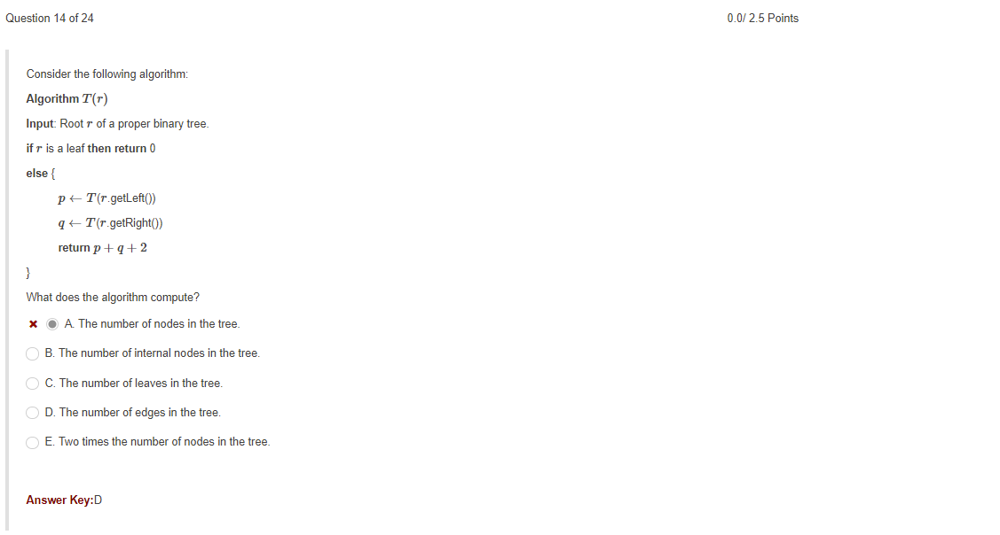 Question 14 of 24
0.0/ 2.5 Points
Consider the following algorithm:
Algorithm T(r)
Input: Root r of a proper binary tree.
if r is a leaf then return 0
else {
p ← T(r.getLeft())
q ← T(r.getRight())
return p + q + 2
}
What does the algorithm compute?
A. The number of nodes in the tree.
B. The number of internal nodes in the tree.
C. The number of leaves in the tree.
D. The number of edges in the tree.
E. Two times the number of nodes in the tree.
Answer Key:D